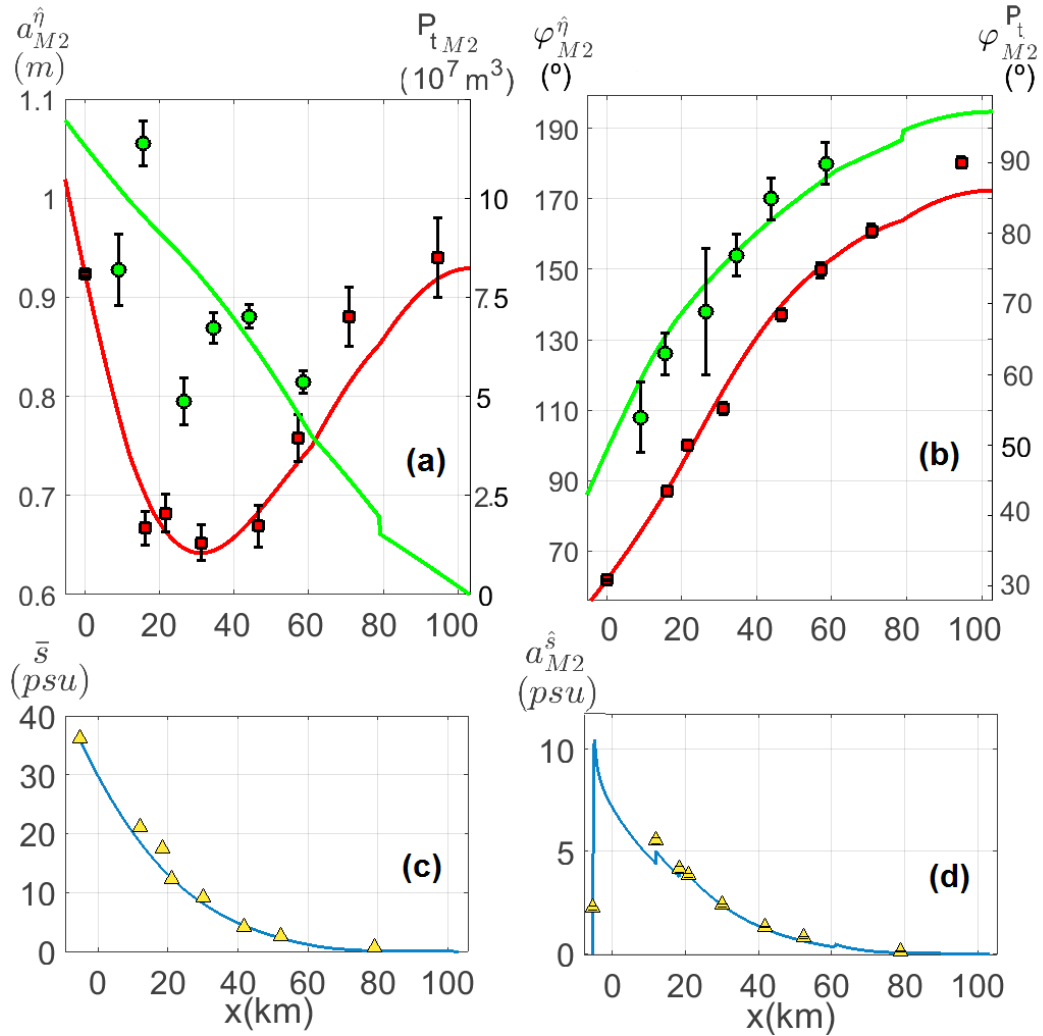 a^η̂_M2 (m)
P_t M2 (10^7 m^3)
1.1
1
0.9
0.8
0.7
0.6
10
7.5
5
2.5
0
(a)
0 20 40 60 80 100
φ^η̂_M2 (º)
φ^P_t_M2 (º)
190
170
150
130
110
90
70
90
80
70
60
50
40
30
(b)
0 20 40 60 80 100
s̅ (psu)
40
30
20
10
0
(c)
0 20 40 60 80 100
x(km)
a^ŝ_M2 (psu)
10
5
0
(d)
0 20 40 60 80 100
x(km)